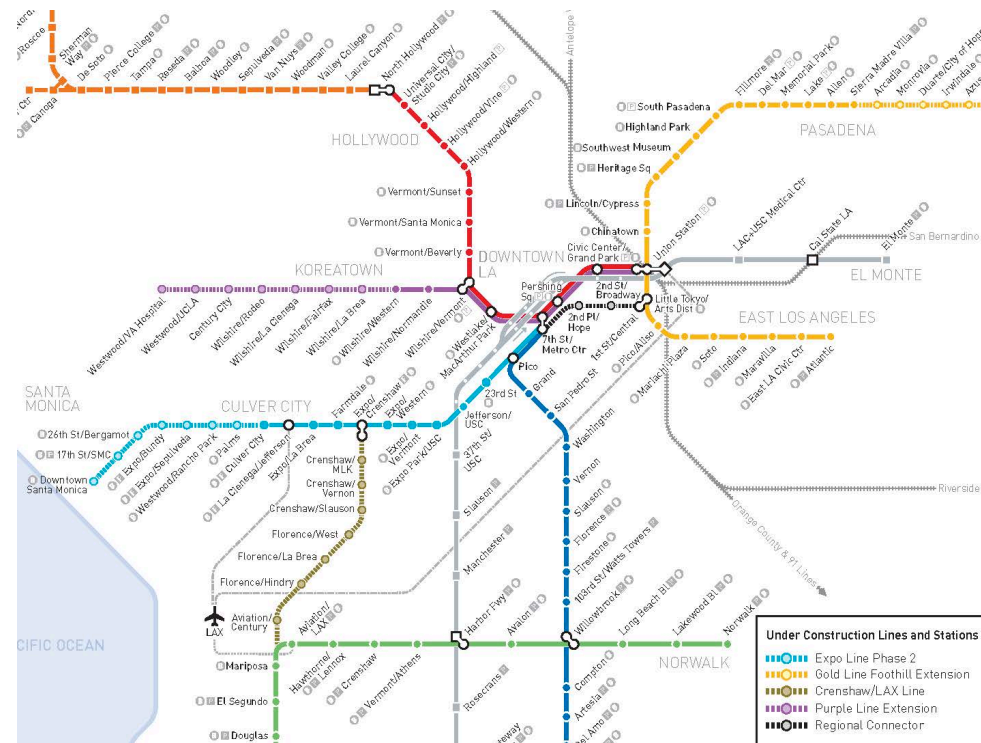 Roscoe
Sherman
Way
De Soto
Pierce College
Tampa
Reseda
Balboa
Woodley
Sepulveda
Van Nuys
Woodman
Valley College
Laurel Canyon
North Hollywood
Universal City/
Studio City
Hollywood/Highland
Hollywood/Vine
Hollywood/Western
Ctr
Canoga
HOLLYWOOD
Vermont/Sunset
Vermont/Santa Monica
Vermont/Beverly
Antelope
Fillmore
Del Mar
Memorial Park
Lake
Allen
Sierra Madre Villa
Arcadia
Monrovia
Duarte/City of Hope
Irwindale
Azus
South Pasadena
PASADENA
Highland Park
Southwest Museum
Heritage Sq
Lincoln/Cypress
Chinatown
Union Station
LAC+USC Medical Ctr
Cal State LA
El Monte
San Bernardino
EL MONTE
DOWNTOWN
LA
Civic Center/
Grand Park
KOREATOWN
Pershing
Sq
2nd St/
Broadway
Little Tokyo/
Arts Dist
2nd Pl/
Hope
7th St/
Metro Ctr
1st St/Central
Pico/Aliso
Mariachi Plaza
EAST LOS ANGELES
Soto
Indiana
Maravilla
East LA Civic Ctr
Atlantic
Westwood/VA Hospital
Westwood/UCLA
Century City
Wilshire/Rodeo
Wilshire/La Cienega
Wilshire/Fairfax
Wilshire/La Brea
Wilshire/Western
Wilshire/Normandie
Wilshire/Vermont
Westlake/
MacArthur Park
Pico
23rd St
Grand
San Pedro St
Washington
Vernon
Slauson
Florence
Firestone
103rd St/Watts Towers
Willowbrook
SANTA
MONICA
CULVER CITY
Farmdale
Expo/
Crenshaw
Expo/
Western
Jefferson/
USC
26th St/Bergamot
17th St/SMC
Downtown
Santa Monica
Expo/Bundy
Expo/Sepulveda
Westwood/Rancho Park
Palms
Culver City
La Cienega/Jefferson
Expo/La Brea
Expo/
Vermont
Expo Park/USC
37th St/
USC
Slauson
Manchester
Harbor Fwy
Rosecrans
Crenshaw/
MLK
Crenshaw/
Vernon
Crenshaw/Slauson
Florence/West
Florence/La Brea
Florence/Hindry
Aviation/
Century
LAX
Aviation/
LAX
Mariposa
El Segundo
Douglas
Hawthorne/
Lennox
Crenshaw
Vermont/Athens
Avalon
Long Beach Bl
Lakewood Bl
Norwalk
NORWALK
Compton
Artesia
Del Amo
Riverside
Orange County & 91 Lines
CIFIC OCEAN
Under Construction Lines and Stations
Expo Line Phase 2
Gold Line Foothill Extension
Crenshaw/LAX Line
Purple Line Extension
Regional Connector